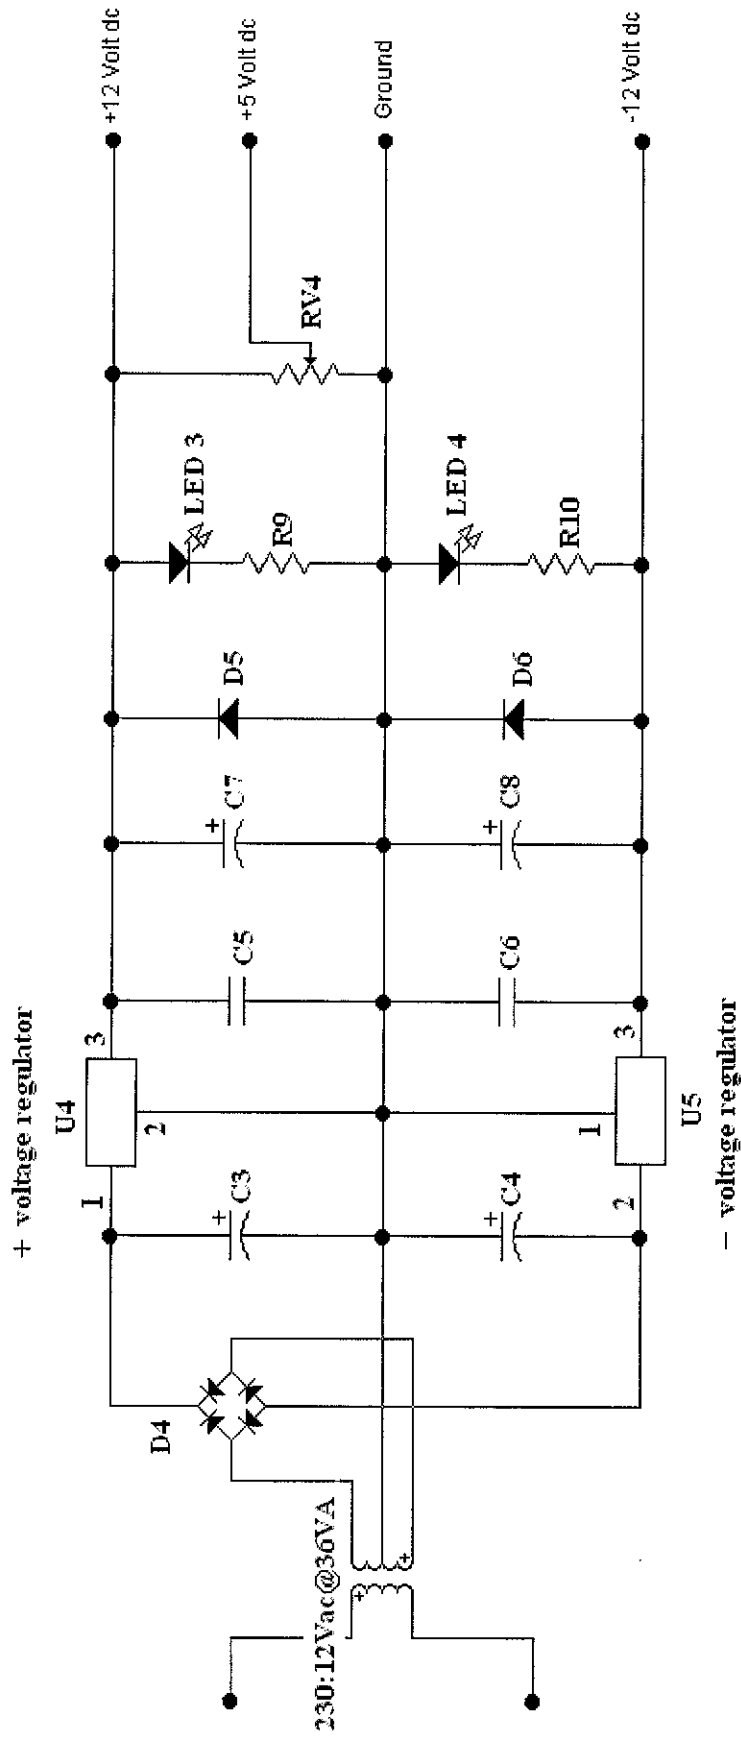 + voltage regulator
U4
1
3
2
+12 Volt dc
+5 Volt dc
Ground
-12 Volt dc
D4
230:12Vac@36VA
+
+
+
C3
C5
+
C7
D5
LED 3
R9
RV4
+
C4
C6
+
C8
D6
LED 4
R10
1
2
3
U5
– voltage regulator